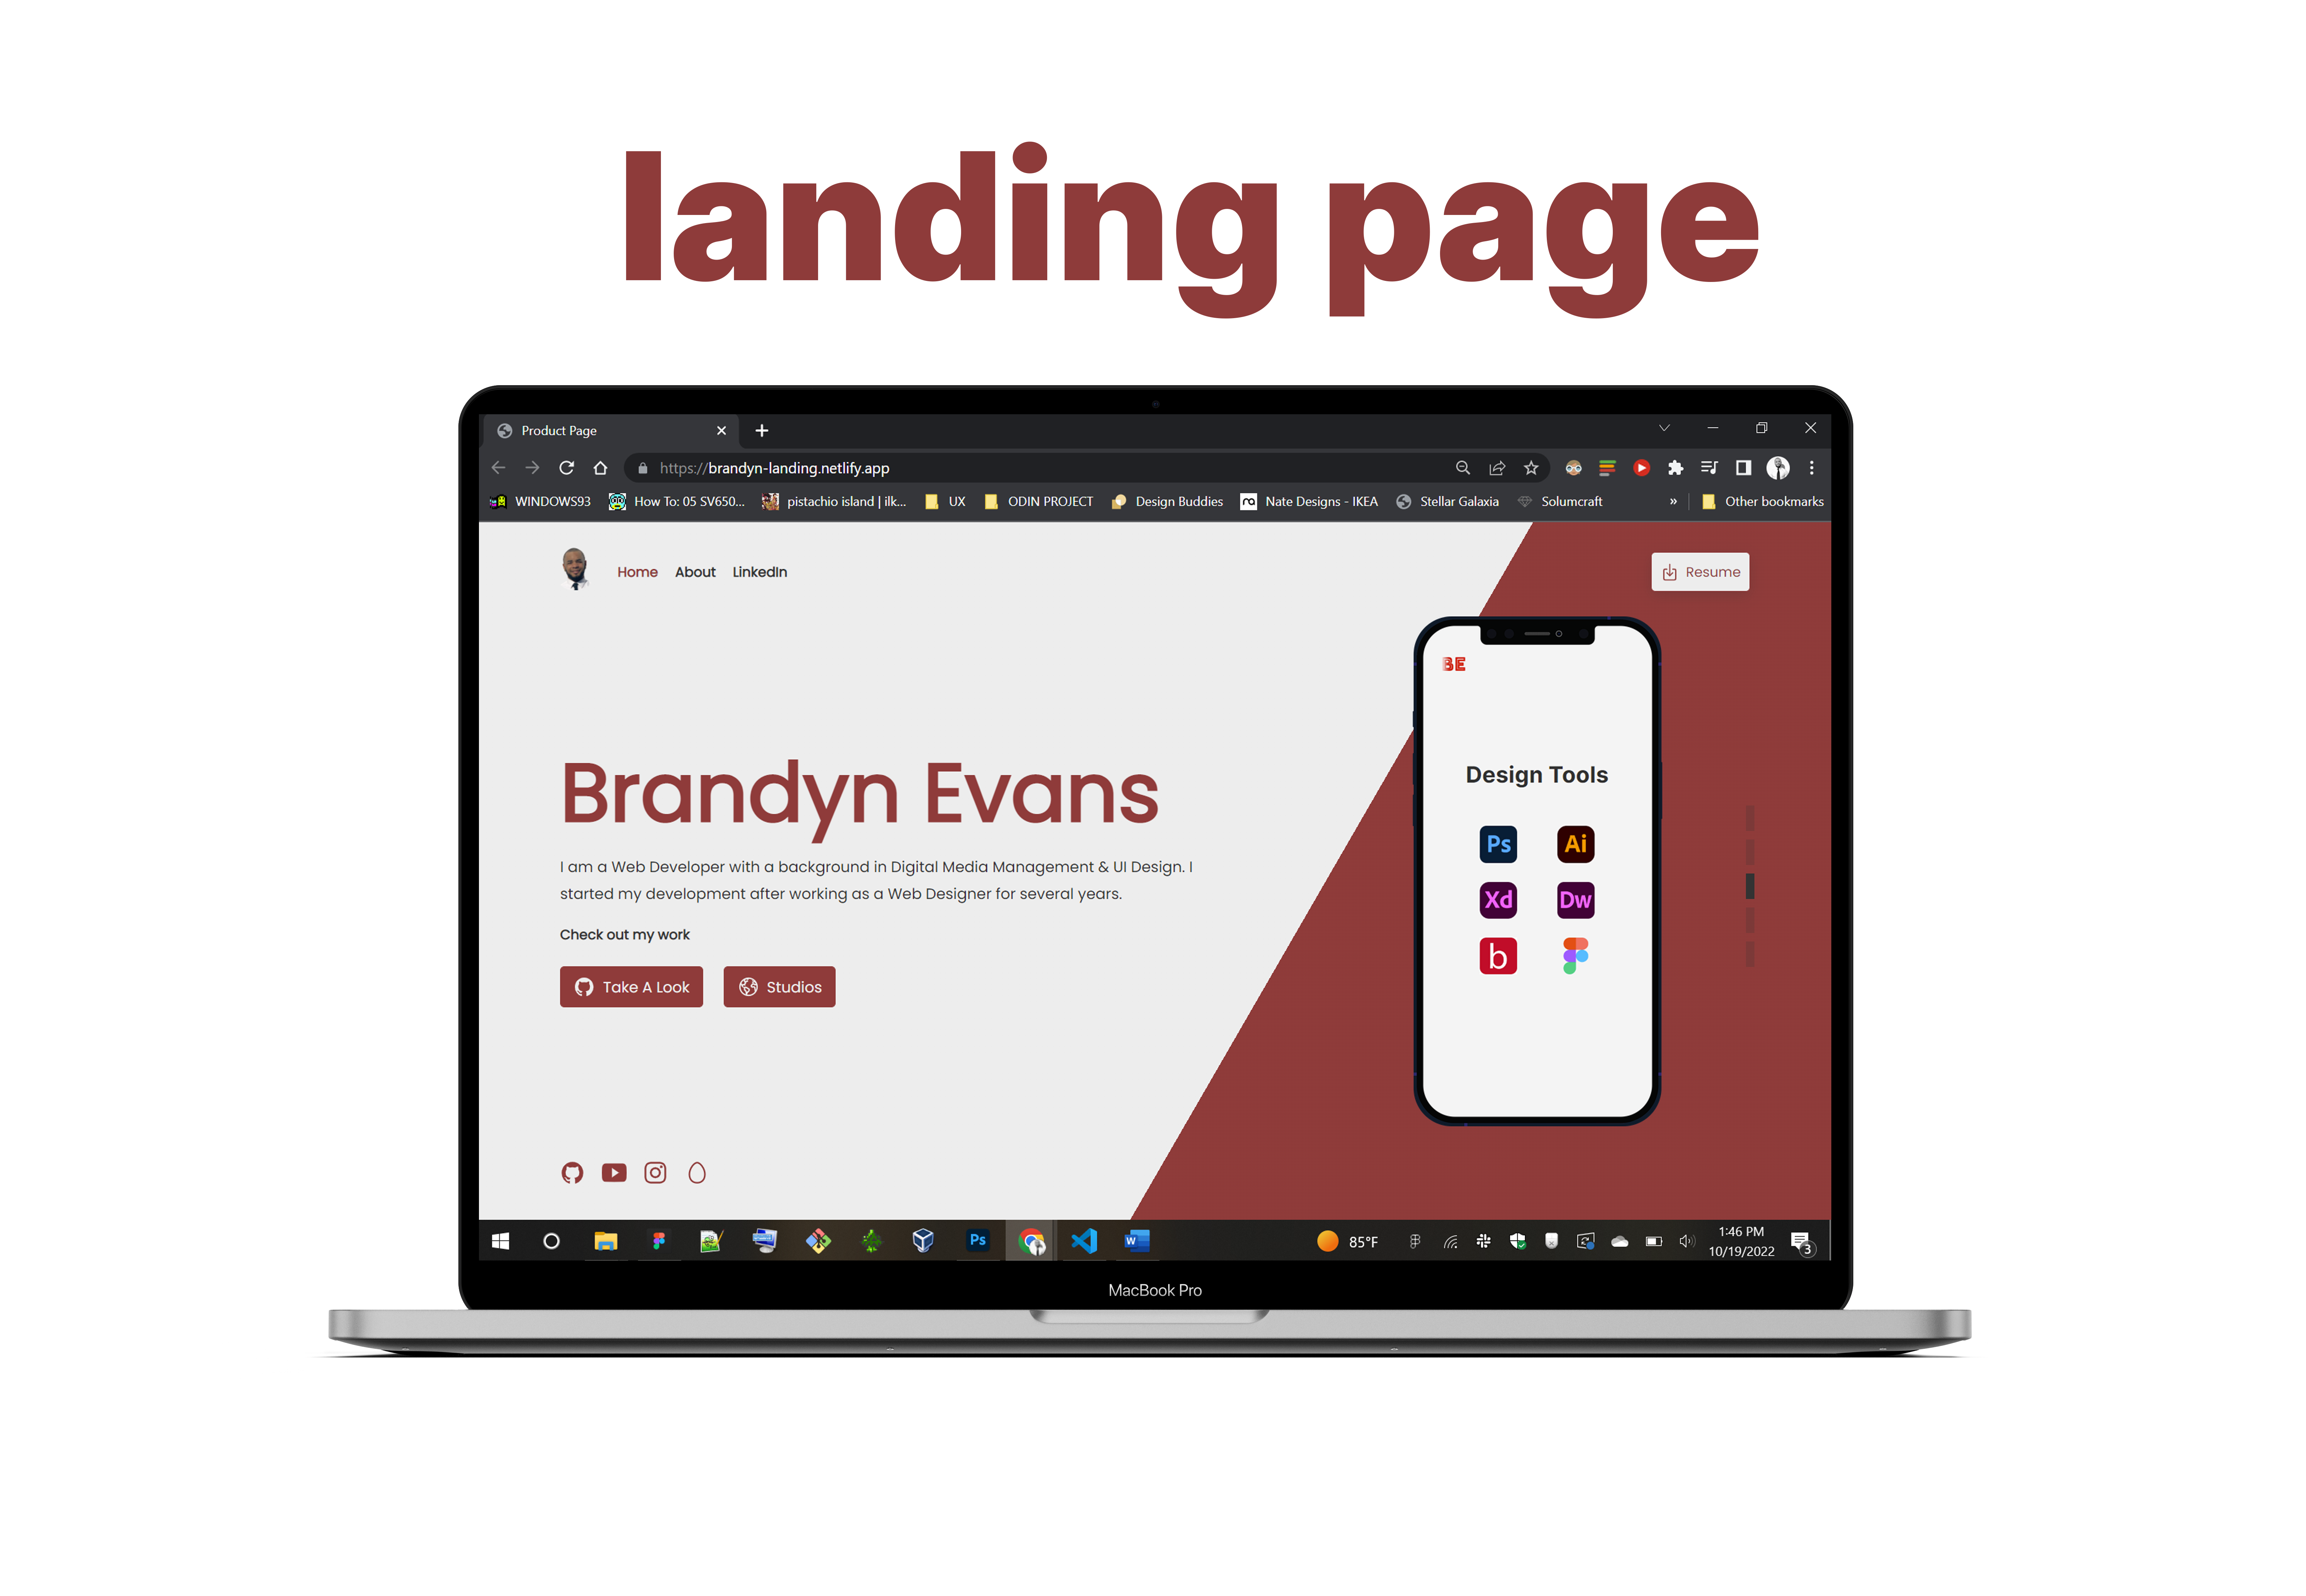 landing page
Product Page
https://brandyn-landing.netlify.app
WINDOWS93 How To: 05 SV650... pistachio island | ilk... UX ODIN PROJECT Design Buddies Nate Designs - IKEA Stellar Galaxia Solumcraft » Other bookmarks
Home About LinkedIn Resume
BE
Design Tools
Ps Ai
Xd Dw
b
Brandyn Evans
I am a Web Developer with a background in Digital Media Management & UI Design. I
started my development after working as a Web Designer for several years.
Check out my work
Take A Look Studios
Ps W 85°F 1:46 PM
10/19/2022 3
MacBook Pro